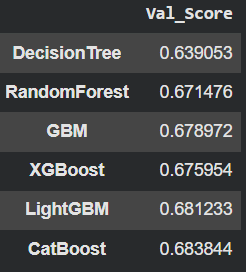 Val_Score
DecisionTree 0.639053
RandomForest 0.671476
GBM 0.678972
XGBoost 0.675954
LightGBM 0.681233
CatBoost 0.683844